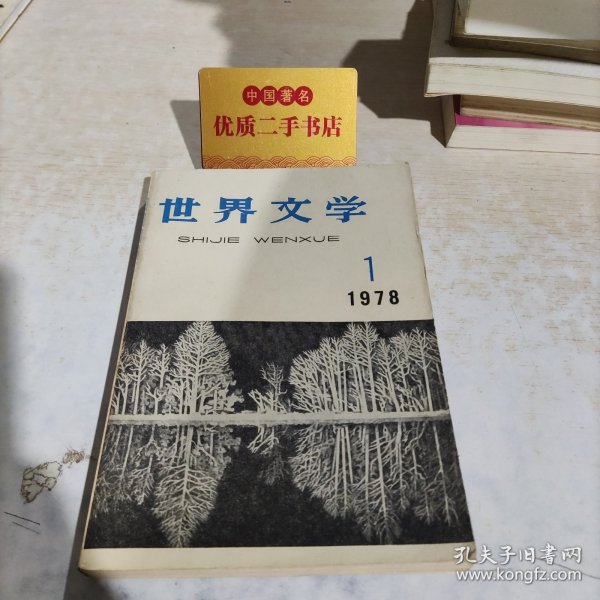 中国著名
优质二手书店
世界文学
SHIJIE WENXUE
1
1978
孔夫子旧书网
www.kongfz.com